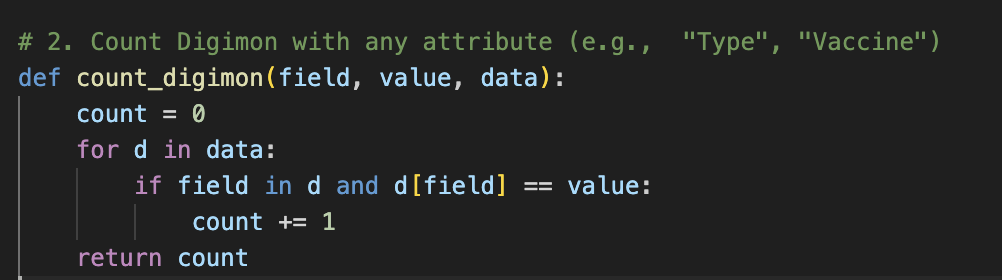 # 2. Count Digimon with any attribute (e.g.,  "Type", "Vaccine")
def count_digimon(field, value, data):
    count = 0
    for d in data:
        if field in d and d[field] == value:
            count += 1
    return count